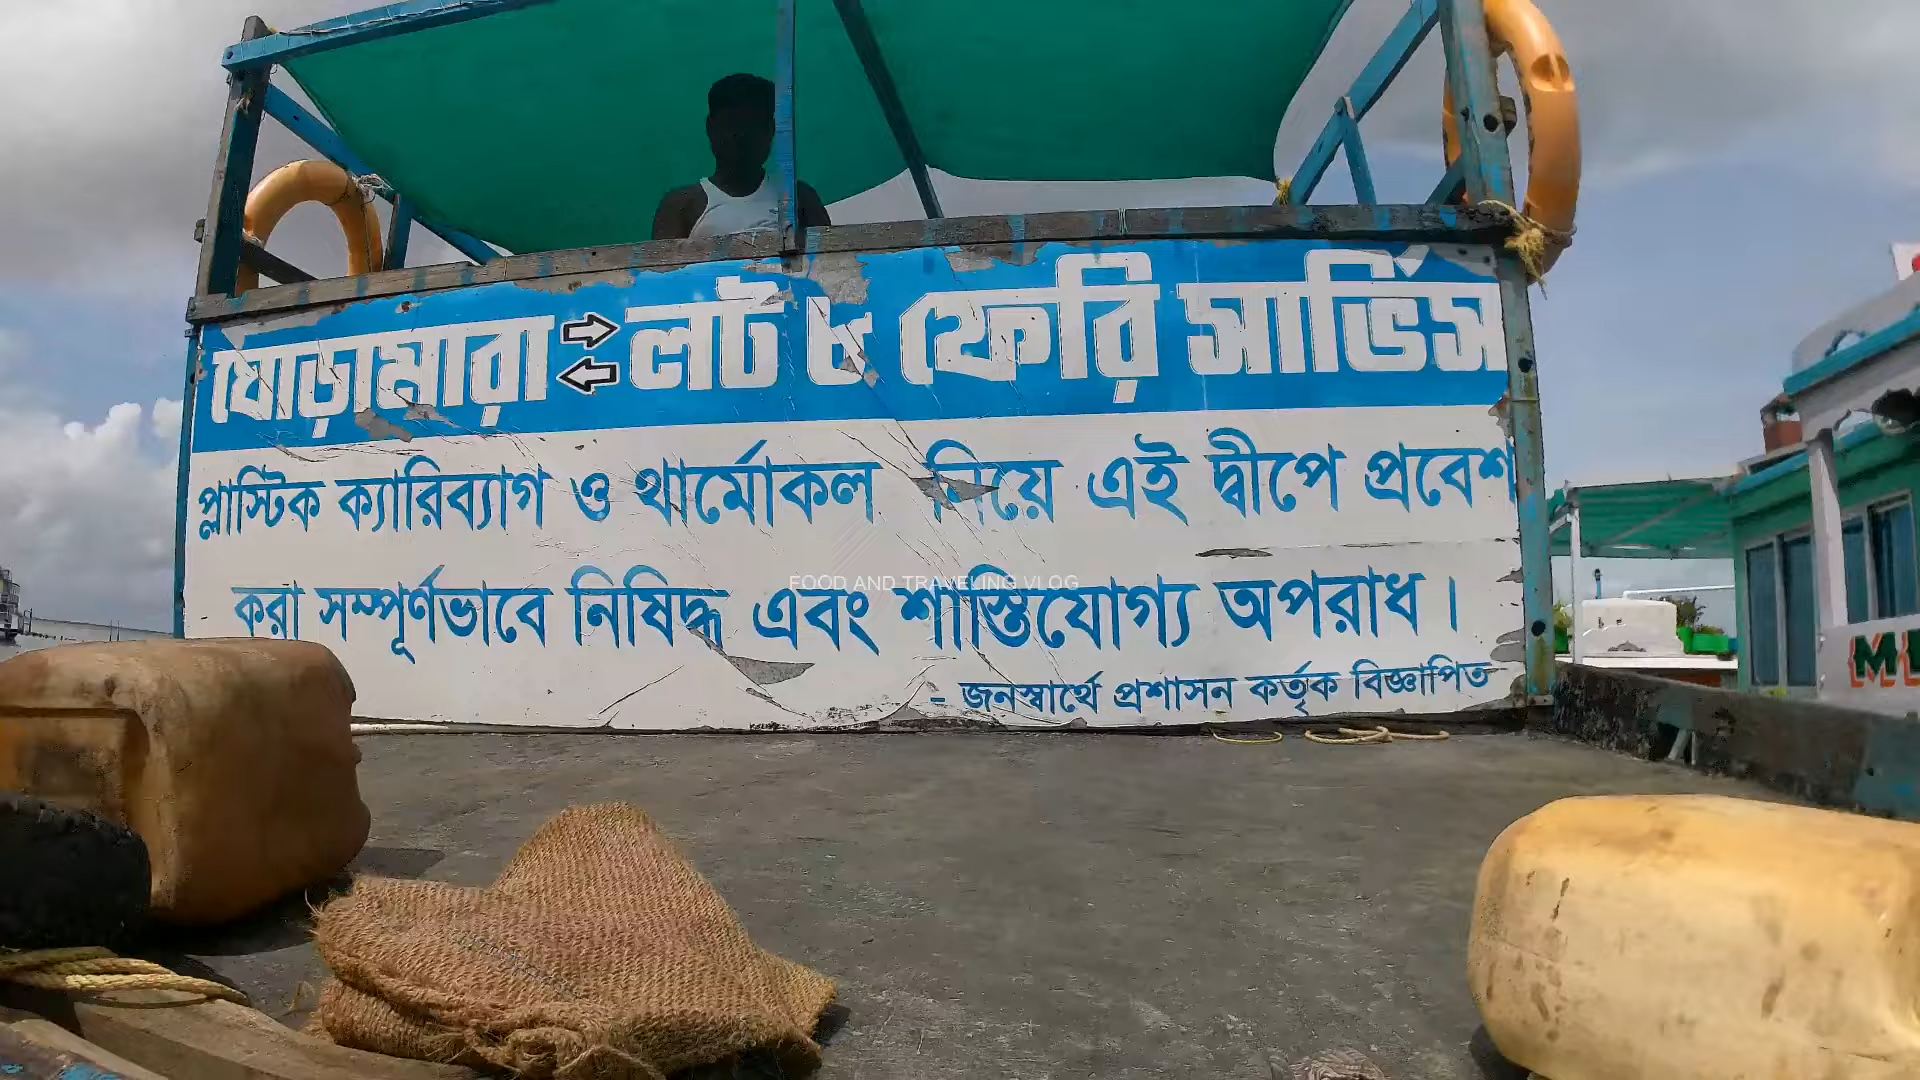 ঘোড়ামারা ⇄ লট ৮ ফেরি সার্ভিস
প্লাস্টিক ক্যারিব্যাগ ও থার্মোকল নিয়ে এই দ্বীপে প্রবেশ
করা সম্পূর্ণভাবে নিষিদ্ধ এবং শাস্তিযোগ্য অপরাধ।
- জনস্বার্থে প্রশাসন কর্তৃক বিজ্ঞাপিত
FOOD AND TRAVELING VLOG